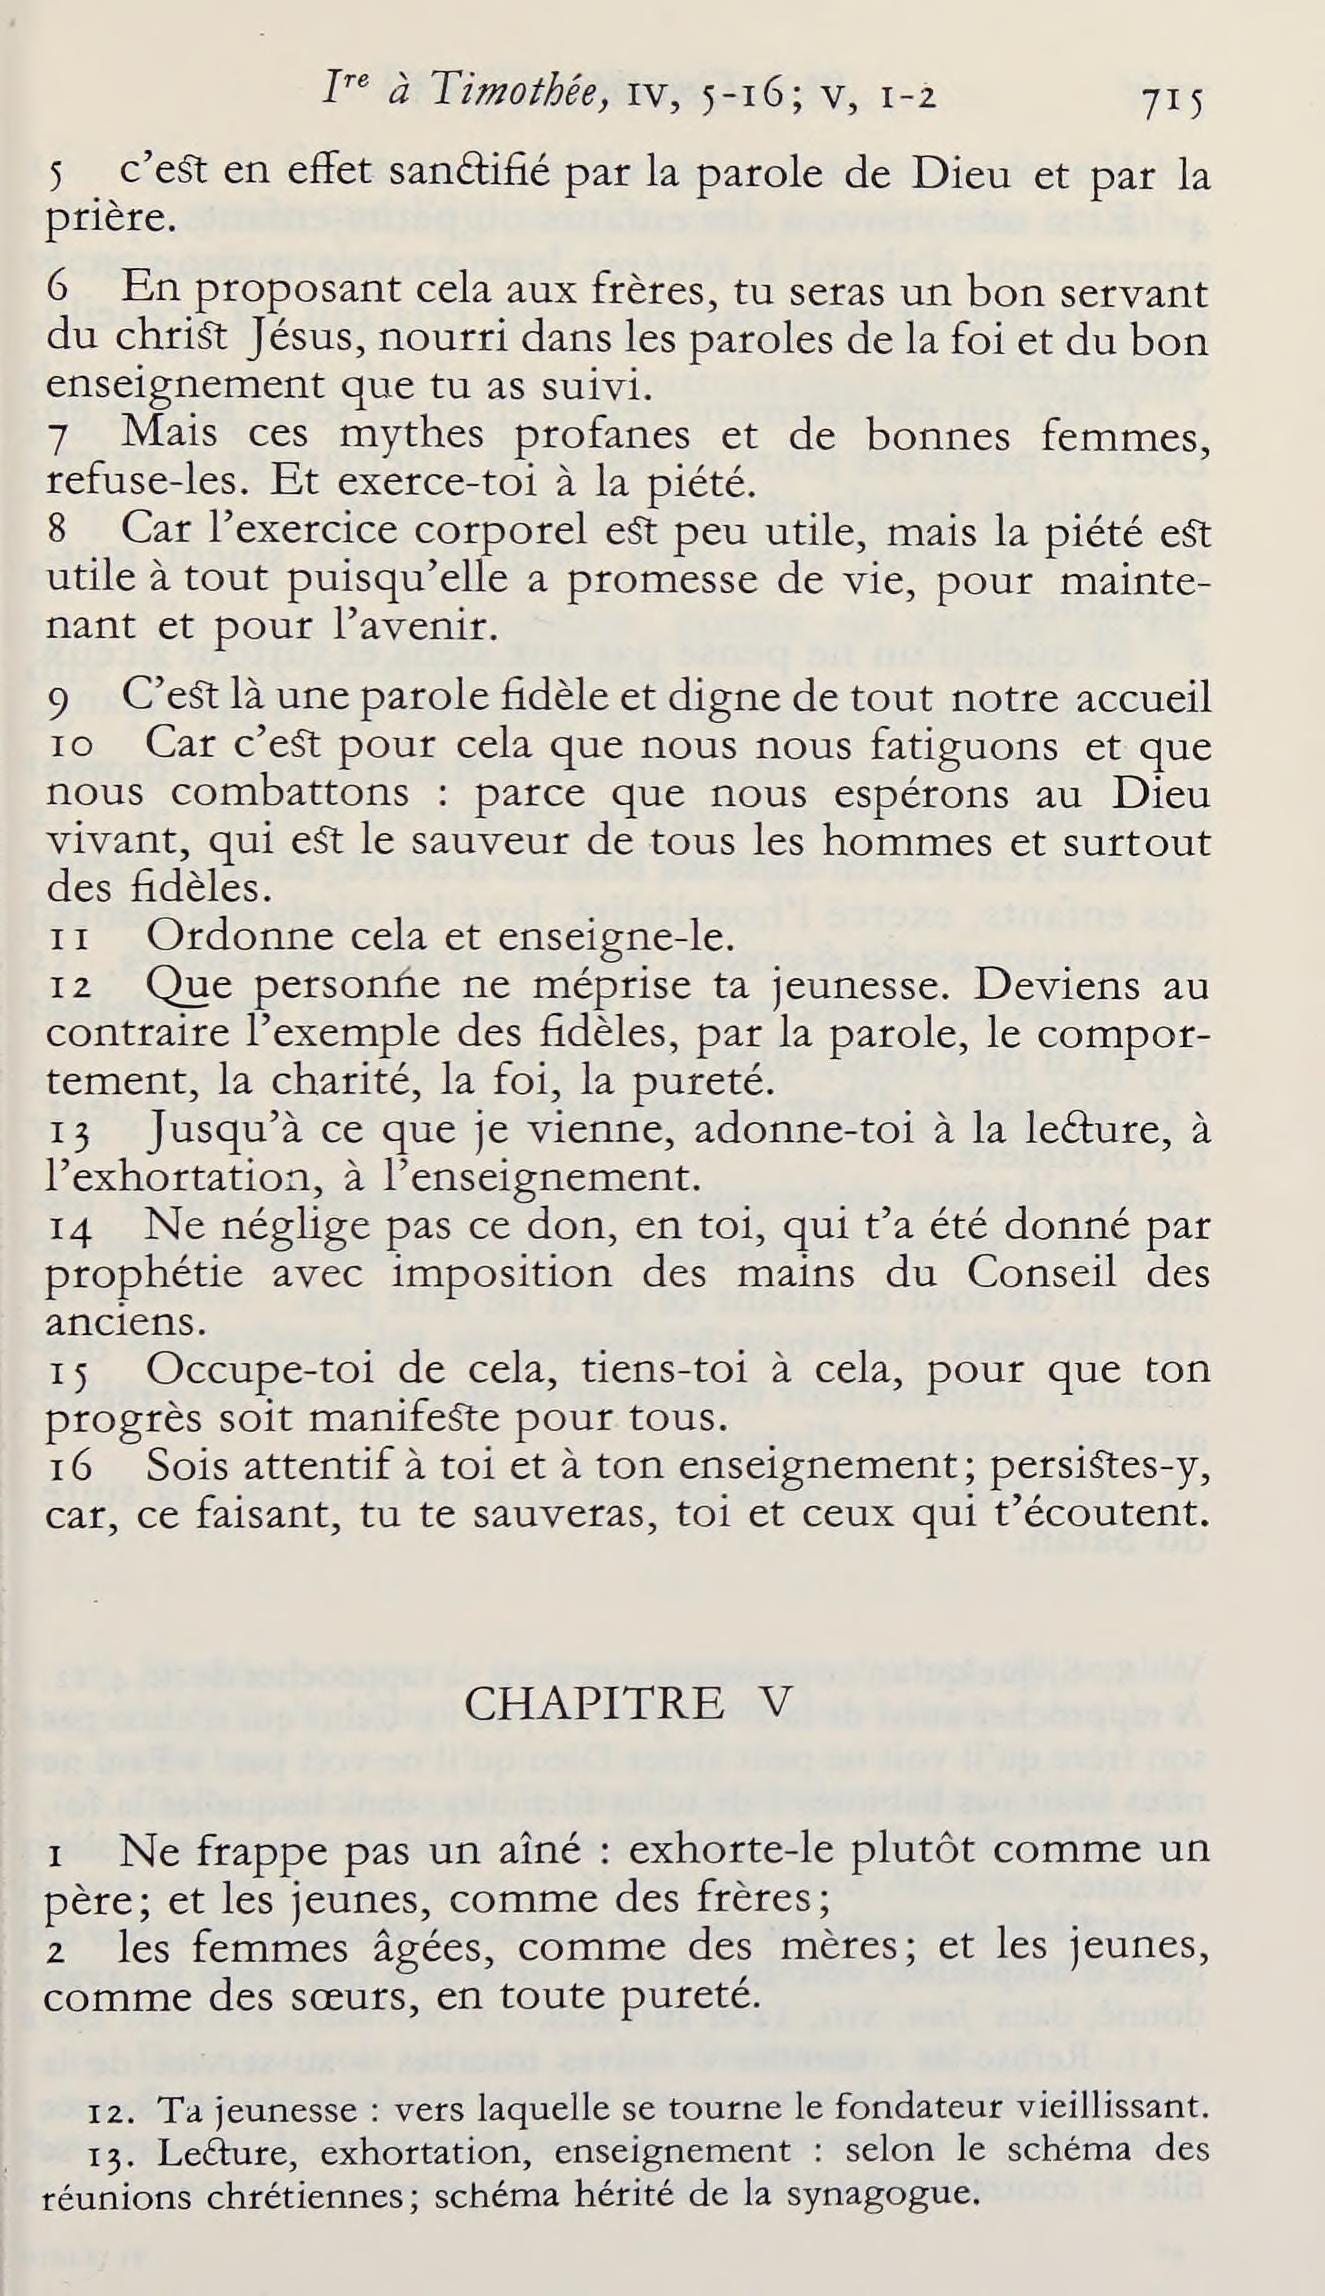 Ire à Timothée, IV, 5-16; V, 1-2 715
5 c’est en effet sanctifié par la parole de Dieu et par la
prière.
6 En proposant cela aux frères, tu seras un bon servant
du christ Jésus, nourri dans les paroles de la foi et du bon
enseignement que tu as suivi.
7 Mais ces mythes profanes et de bonnes femmes,
refuse-les. Et exerce-toi à la piété.
8 Car l’exercice corporel est peu utile, mais la piété est
utile à tout puisqu’elle a promesse de vie, pour mainte-
nant et pour l’avenir.
9 C’est là une parole fidèle et digne de tout notre accueil
10 Car c’est pour cela que nous nous fatiguons et que
nous combattons : parce que nous espérons au Dieu
vivant, qui est le sauveur de tous les hommes et surtout
des fidèles.
11 Ordonne cela et enseigne-le.
12 Que personne ne méprise ta jeunesse. Deviens au
contraire l’exemple des fidèles, par la parole, le compor-
tement, la charité, la foi, la pureté.
13 Jusqu’à ce que je vienne, adonne-toi à la lecture, à
l’exhortation, à l’enseignement.
14 Ne néglige pas ce don, en toi, qui t’a été donné par
prophétie avec imposition des mains du Conseil des
anciens.
15 Occupe-toi de cela, tiens-toi à cela, pour que ton
progrès soit manifeste pour tous.
16 Sois attentif à toi et à ton enseignement; persistes-y,
car, ce faisant, tu te sauveras, toi et ceux qui t’écoutent.
CHAPITRE V
1 Ne frappe pas un aîné : exhorte-le plutôt comme un
père; et les jeunes, comme des frères;
2 les femmes âgées, comme des mères; et les jeunes,
comme des sœurs, en toute pureté.
12. Ta jeunesse : vers laquelle se tourne le fondateur vieillissant.
13. Lecture, exhortation, enseignement : selon le schéma des
réunions chrétiennes; schéma hérité de la synagogue.